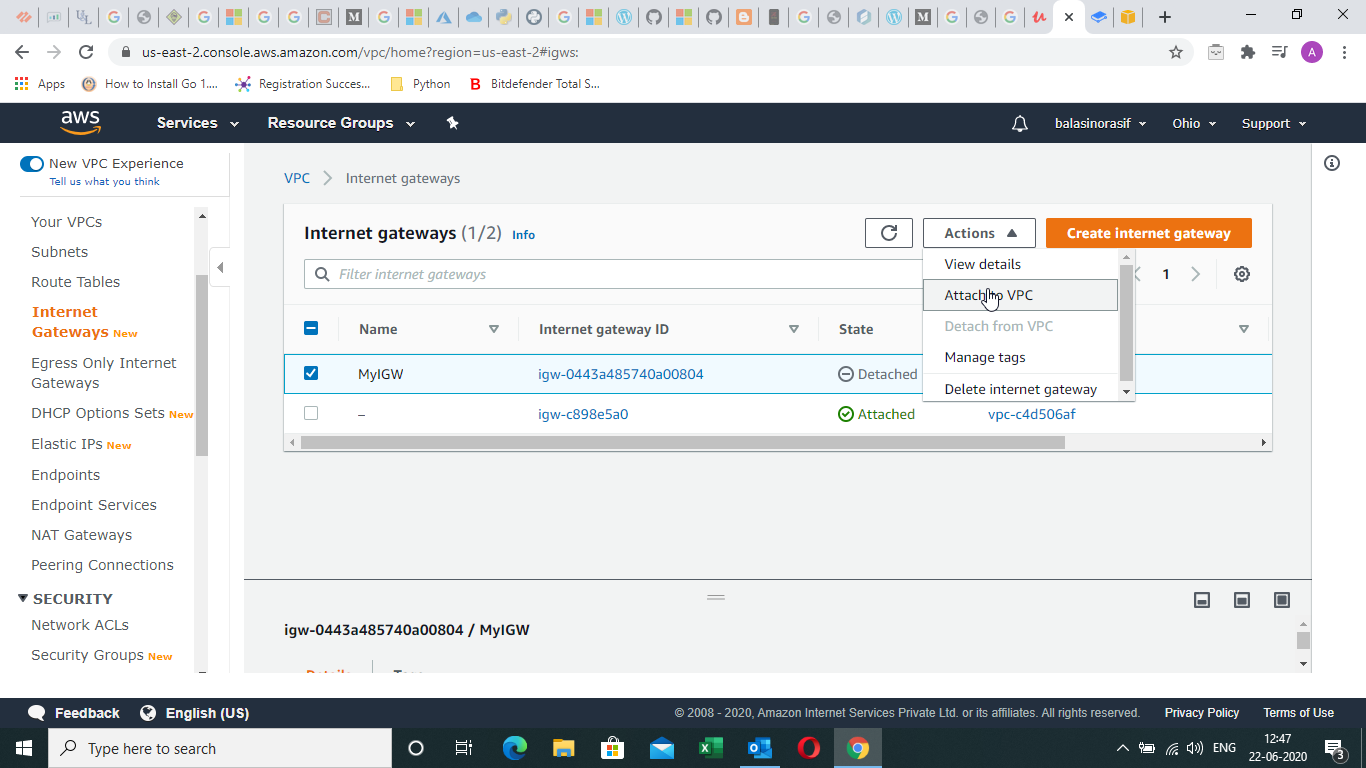 us-east-2.console.aws.amazon.com/vpc/home?region=us-east-2#igws:
A
Apps
How to Install Go 1....
Registration Succes...
Python
B Bitdefender Total S...
aws
Services
Resource Groups
balasinorasif
Ohio
Support
New VPC Experience
Tell us what you think
Your VPCs
Subnets
Route Tables
Internet
Gateways New
Egress Only Internet
Gateways
DHCP Options Sets New
Elastic IPs New
Endpoints
Endpoint Services
NAT Gateways
Peering Connections
SECURITY
Network ACLs
Security Groups New
VPC
Internet gateways
Internet gateways (1/2) Info
Actions
Create internet gateway
Filter internet gateways
1
View details
Attach to VPC
Detach from VPC
Manage tags
Delete internet gateway
Name
Internet gateway ID
State
MyIGW
igw-0443a485740a00804
Detached
–
igw-c898e5a0
Attached
vpc-c4d506af
igw-0443a485740a00804 / MyIGW
Details
Tags
Feedback
English (US)
© 2008 - 2020, Amazon Internet Services Private Ltd. or its affiliates. All rights reserved.
Privacy Policy
Terms of Use
Type here to search
ENG
12:47
22-06-2020
3